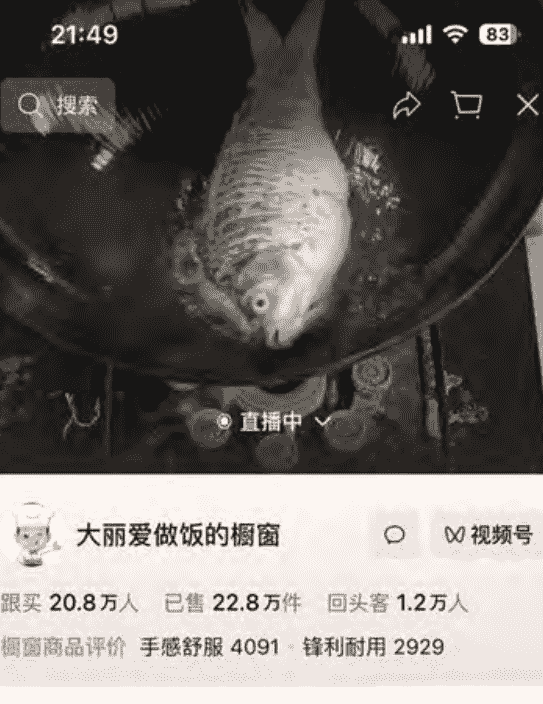 21:49 83
搜索
直播中
大丽爱做饭的橱窗 视频号
跟买 20.8万人 已售 22.8万件 回头客 1.2万人
橱窗商品评价 手感舒服 4091 · 锋利耐用 2929